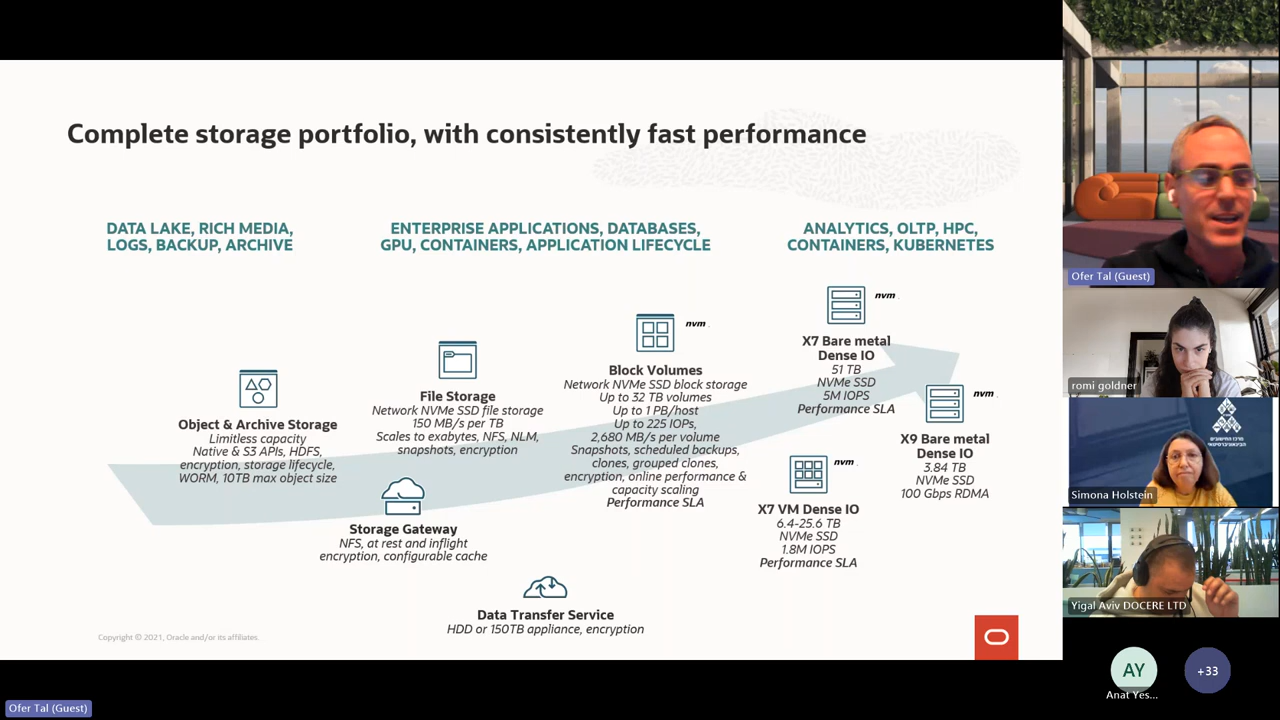 Complete storage portfolio, with consistently fast performance
DATA LAKE, RICH MEDIA,
LOGS, BACKUP, ARCHIVE
ENTERPRISE APPLICATIONS, DATABASES,
GPU, CONTAINERS, APPLICATION LIFECYCLE
ANALYTICS, OLTP, HPC,
CONTAINERS, KUBERNETES
Object & Archive Storage
Limitless capacity
Native & S3 APIs, HDFS,
encryption, storage lifecycle,
WORM, 10TB max object size
File Storage
Network NVMe SSD file storage
150 MB/s per TB
Scales to exabytes, NFS, NLM,
snapshots, encryption
Storage Gateway
NFS, at rest and inflight
encryption, configurable cache
nvm
Block Volumes
Network NVMe SSD block storage
Up to 32 TB volumes
Up to 1 PB/host
Up to 225 IOPs,
2,680 MB/s per volume
Snapshots, scheduled backups,
clones, grouped clones,
encryption, online performance &
capacity scaling
Performance SLA
Data Transfer Service
HDD or 150TB appliance, encryption
nvm
X7 Bare metal
Dense IO
51 TB
NVMe SSD
5M IOPS
Performance SLA
nvm
X9 Bare metal
Dense IO
3.84 TB
NVMe SSD
100 Gbps RDMA
nvm
X7 VM Dense IO
6.4-25.6 TB
NVMe SSD
1.8M IOPS
Performance SLA
Copyright © 2021, Oracle and/or its affiliates
Ofer Tal (Guest)
Ofer Tal (Guest)
romi goldner
Simona Holstein
Yigal Aviv DOCERE LTD
AY
Anat Yes...
+33